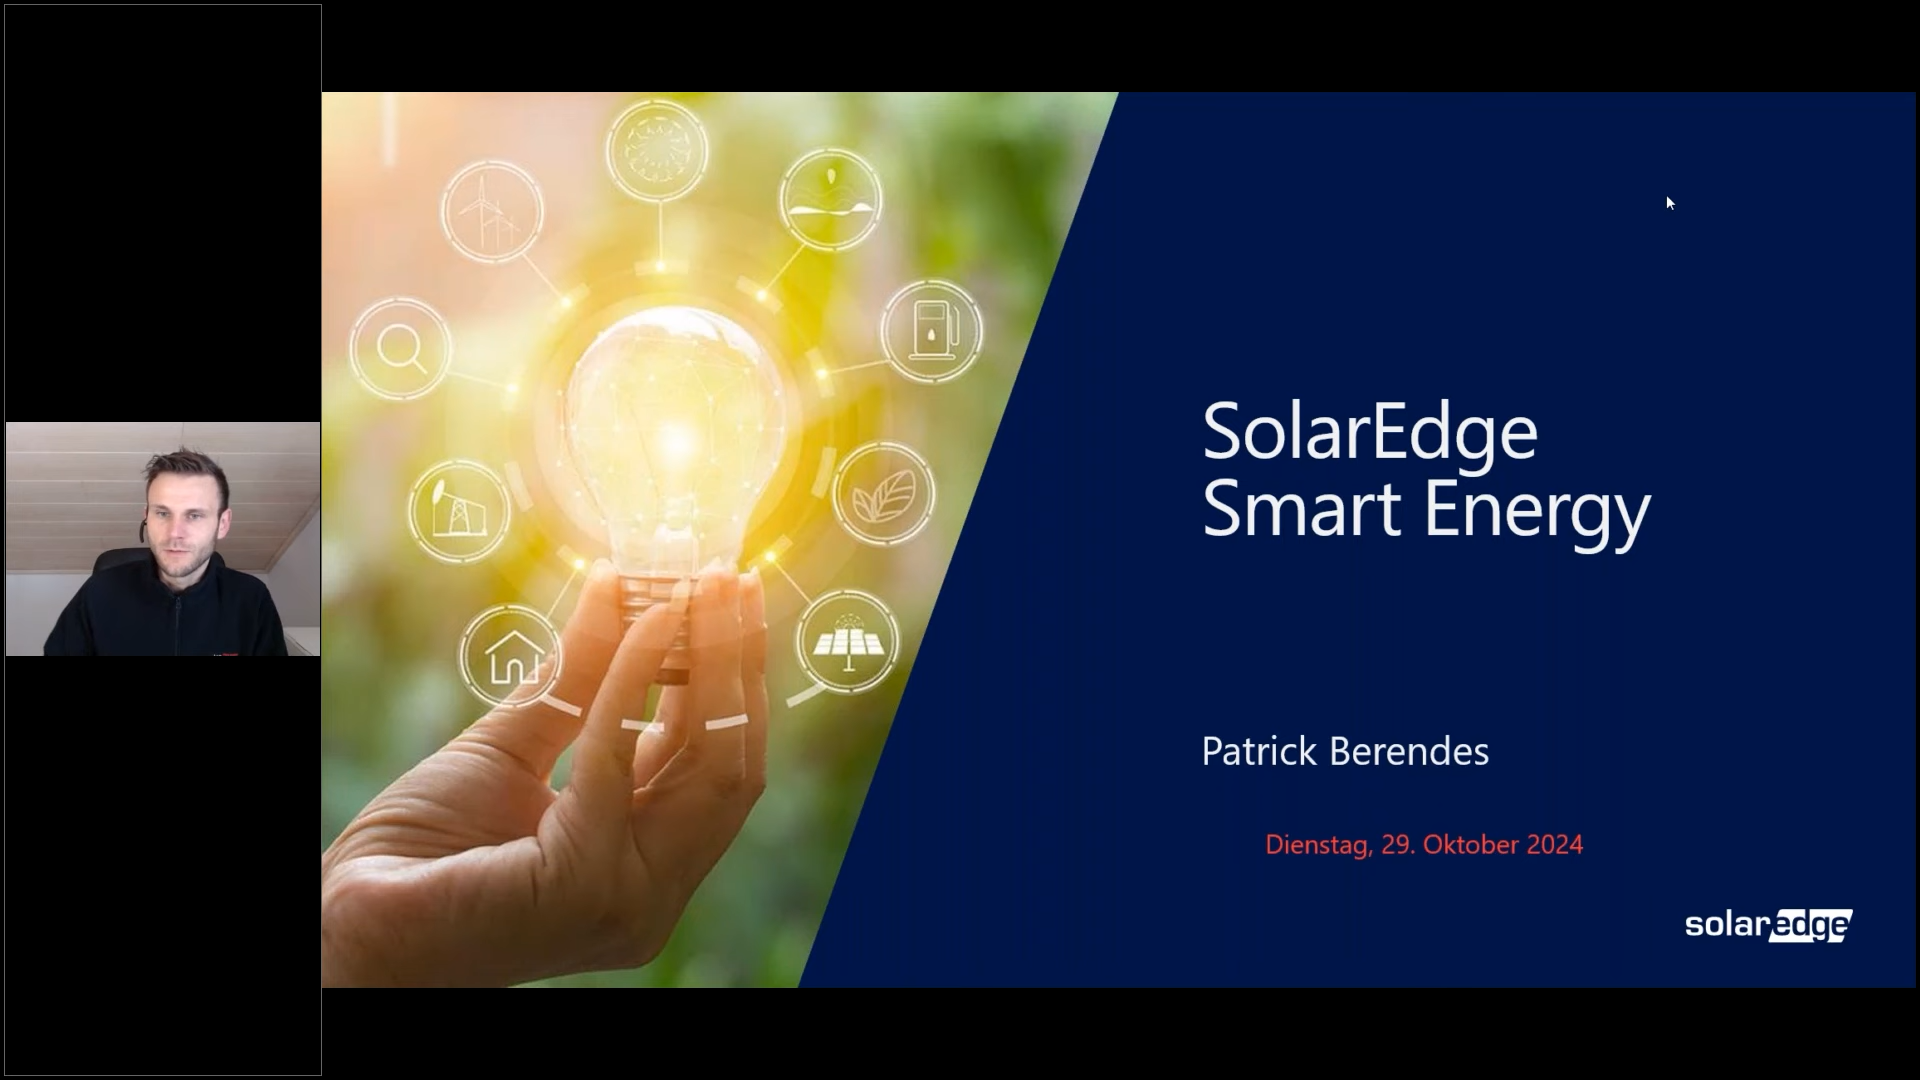 SolarEdge
Smart Energy
Patrick Berendes
Dienstag, 29. Oktober 2024
solaredge